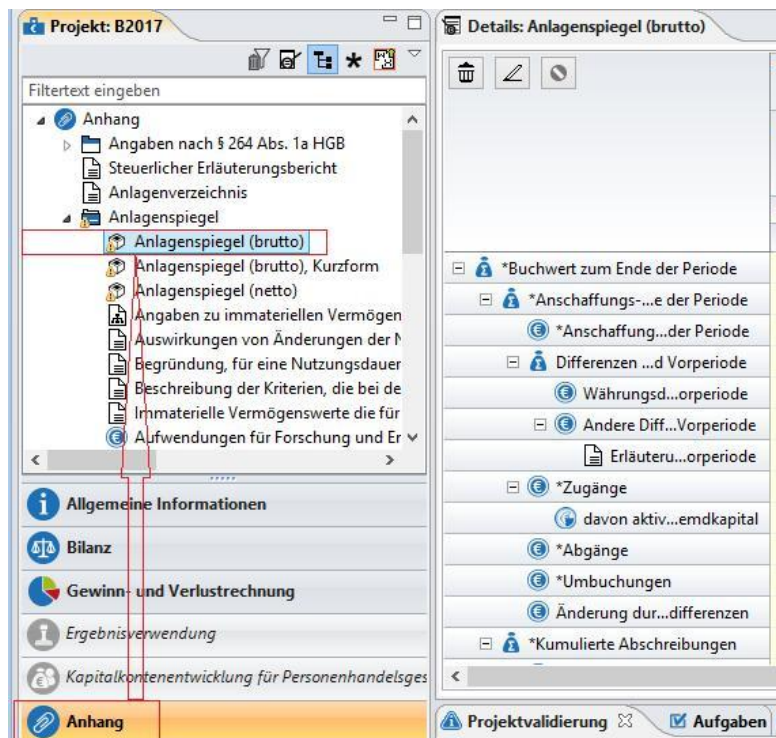 Projekt: B2017
Filtertext eingeben
Anhang
Angaben nach § 264 Abs. 1a HGB
Steuerlicher Erläuterungsbericht
Anlagenverzeichnis
Anlagenspiegel
Anlagenspiegel (brutto)
Anlagenspiegel (brutto), Kurzform
Anlagenspiegel (netto)
Angaben zu immateriellen Vermögen
Auswirkungen von Änderungen der N
Begründung, für eine Nutzungsdauer
Beschreibung der Kriterien, die bei de
Immaterielle Vermögenswerte die für
Aufwendungen für Forschung und Er
Allgemeine Informationen
Bilanz
Gewinn- und Verlustrechnung
Ergebnisverwendung
Kapitalkontenentwicklung für Personenhandelsges
Anhang
Details: Anlagenspiegel (brutto)
*Buchwert zum Ende der Periode
*Anschaffungs-...e der Periode
*Anschaffung...der Periode
Differenzen ...d Vorperiode
Währungsd...orperiode
Andere Diff...Vorperiode
Erläuteru...orperiode
*Zugänge
davon aktiv...emdkapital
*Abgänge
*Umbuchungen
Änderung dur...differenzen
*Kumulierte Abschreibungen
Projektvalidierung
Aufgaben